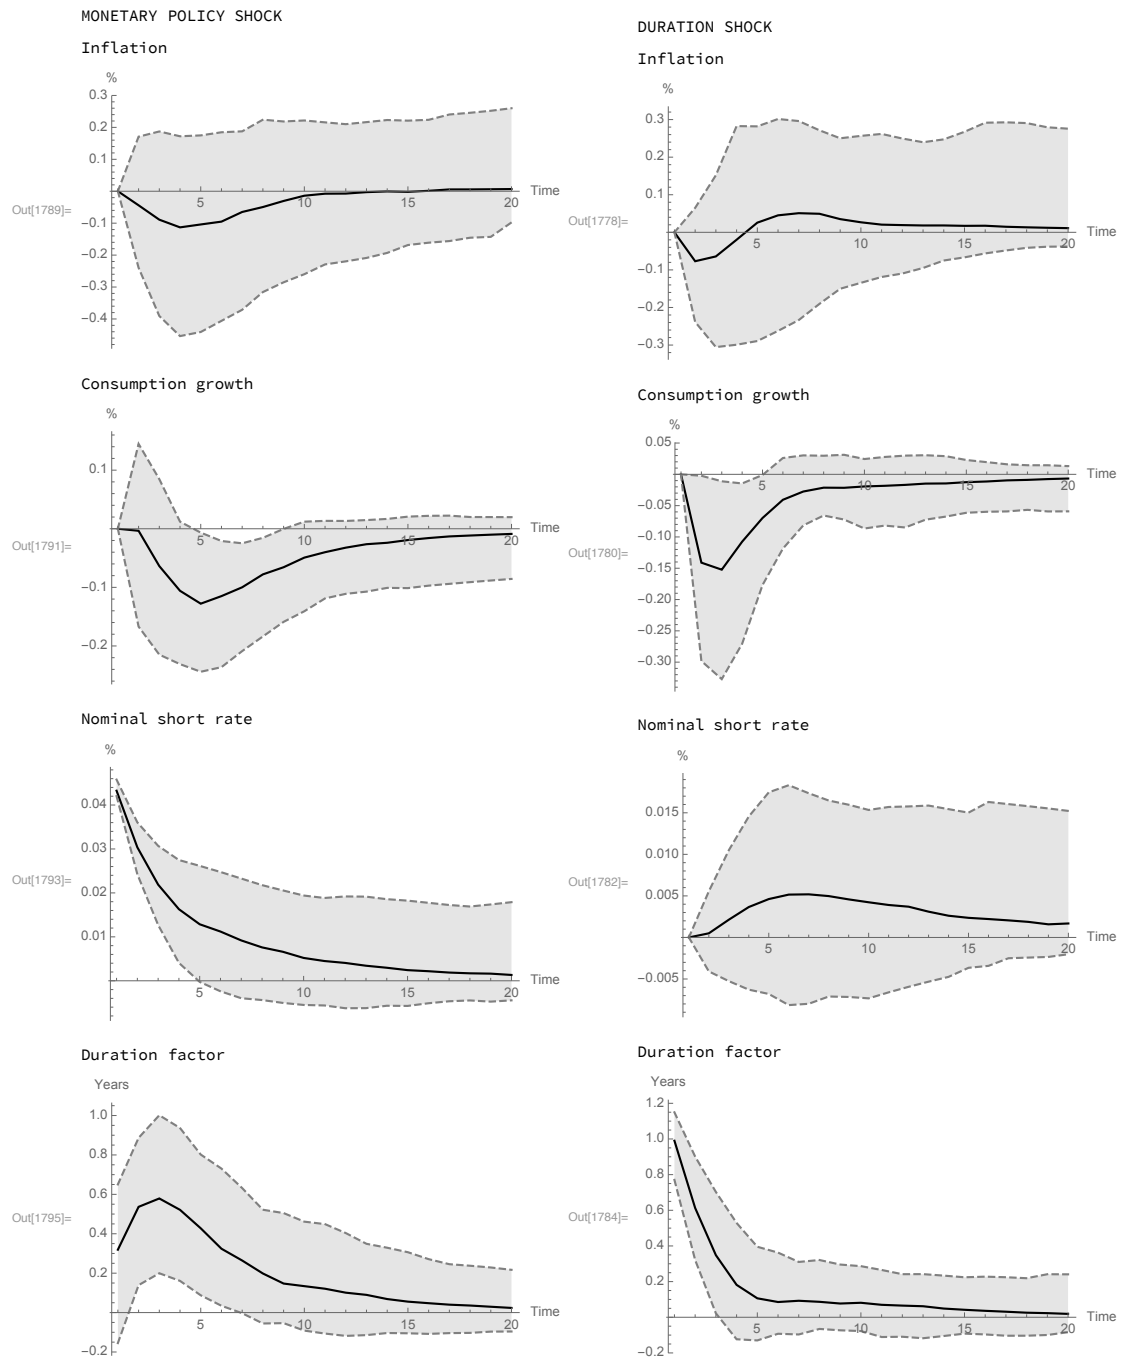 MONETARY POLICY SHOCK
Inflation
%
0.3
0.2
0.1
Out[1789]=
−0.1
−0.2
−0.3
−0.4
5
10
15
20
Time
Consumption growth
%
0.1
Out[1791]=
−0.1
−0.2
5
10
15
20
Time
Nominal short rate
%
0.04
0.03
0.02
0.01
Out[1793]=
5
10
15
20
Time
Duration factor
Years
1.0
0.8
0.6
0.4
0.2
−0.2
Out[1795]=
5
10
15
20
Time
DURATION SHOCK
Inflation
%
0.3
0.2
0.1
Out[1778]=
−0.1
−0.2
−0.3
5
10
15
20
Time
Consumption growth
%
0.05
−0.05
−0.10
−0.15
−0.20
−0.25
−0.30
Out[1780]=
5
10
15
20
Time
Nominal short rate
%
0.015
0.010
0.005
−0.005
Out[1782]=
5
10
15
20
Time
Duration factor
Years
1.2
1.0
0.8
0.6
0.4
0.2
−0.2
Out[1784]=
5
10
15
20
Time